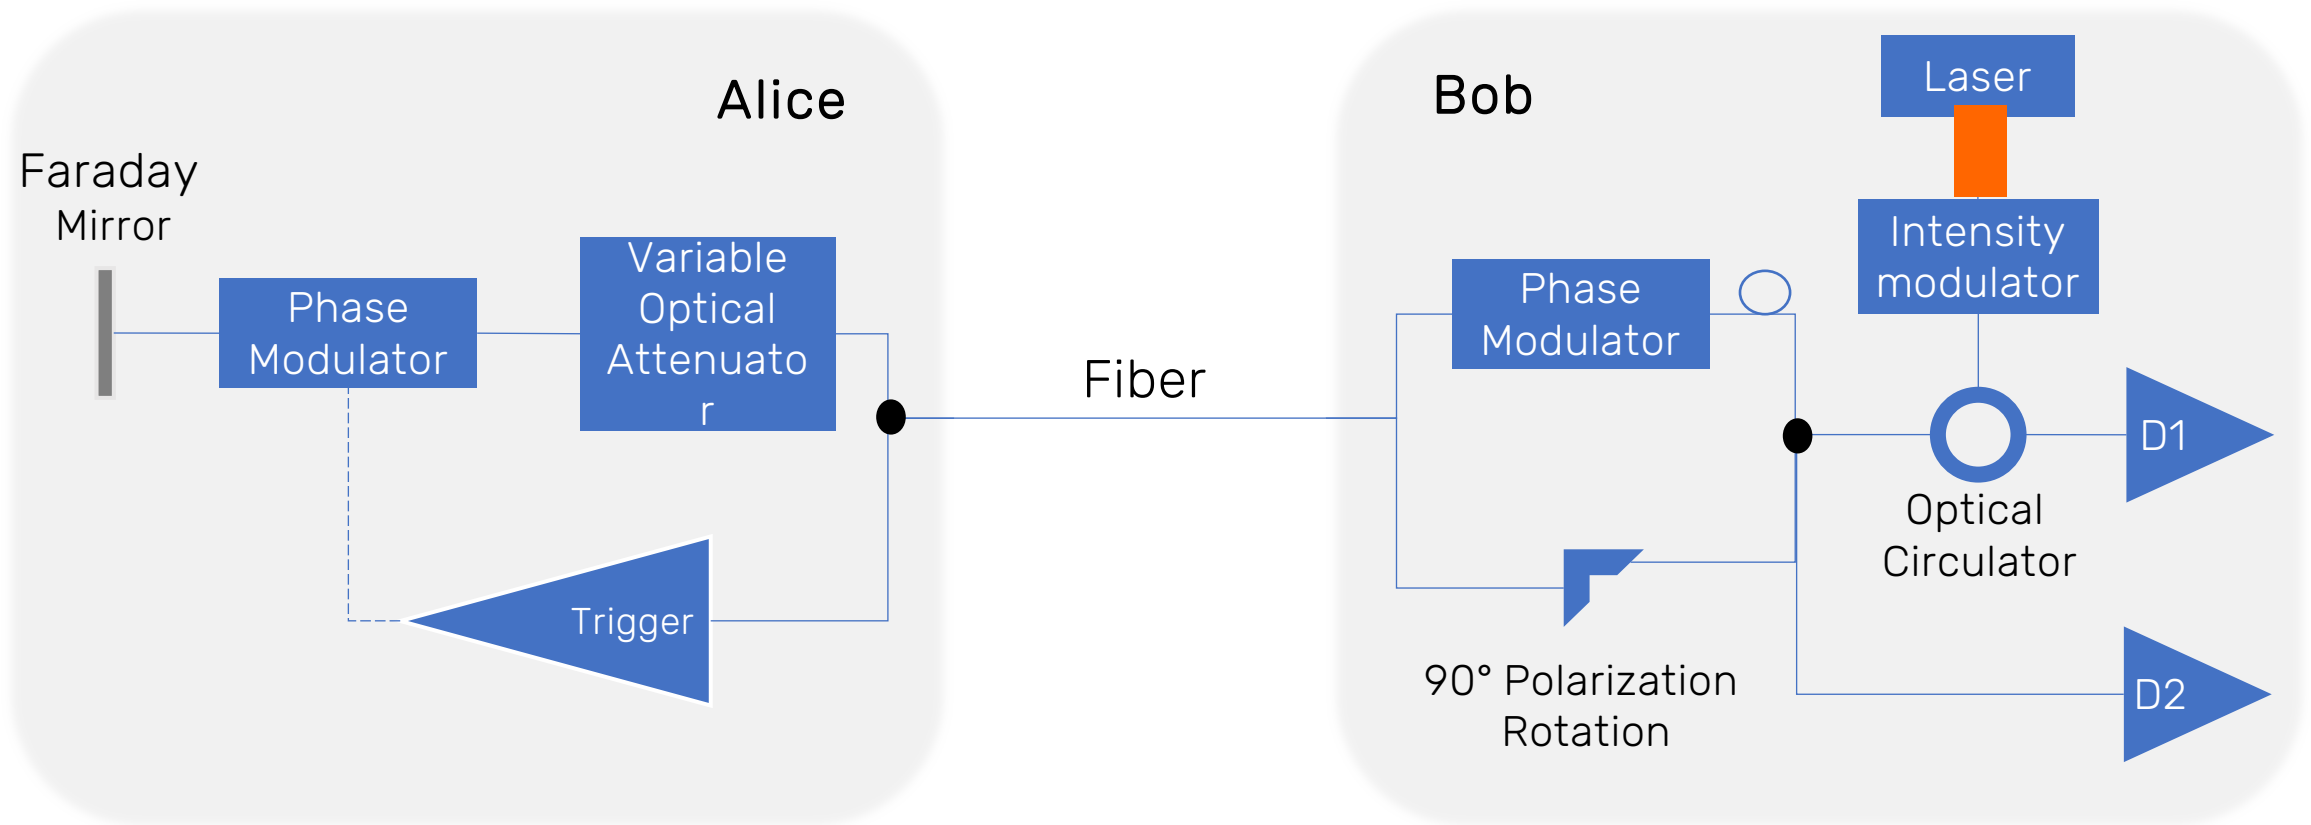 Alice
Faraday
Mirror
Phase
Modulator
Variable
Optical
Attenuato
r
Trigger
Fiber
Bob
Laser
Intensity
modulator
Phase
Modulator
D1
Optical
Circulator
90° Polarization
Rotation
D2